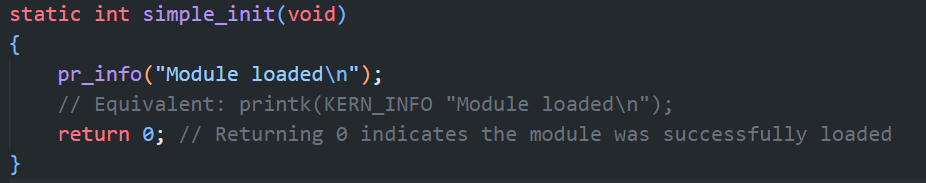 static int simple_init(void)
{
    pr_info("Module loaded\n");
    // Equivalent: printk(KERN_INFO "Module loaded\n");
    return 0; // Returning 0 indicates the module was successfully loaded
}